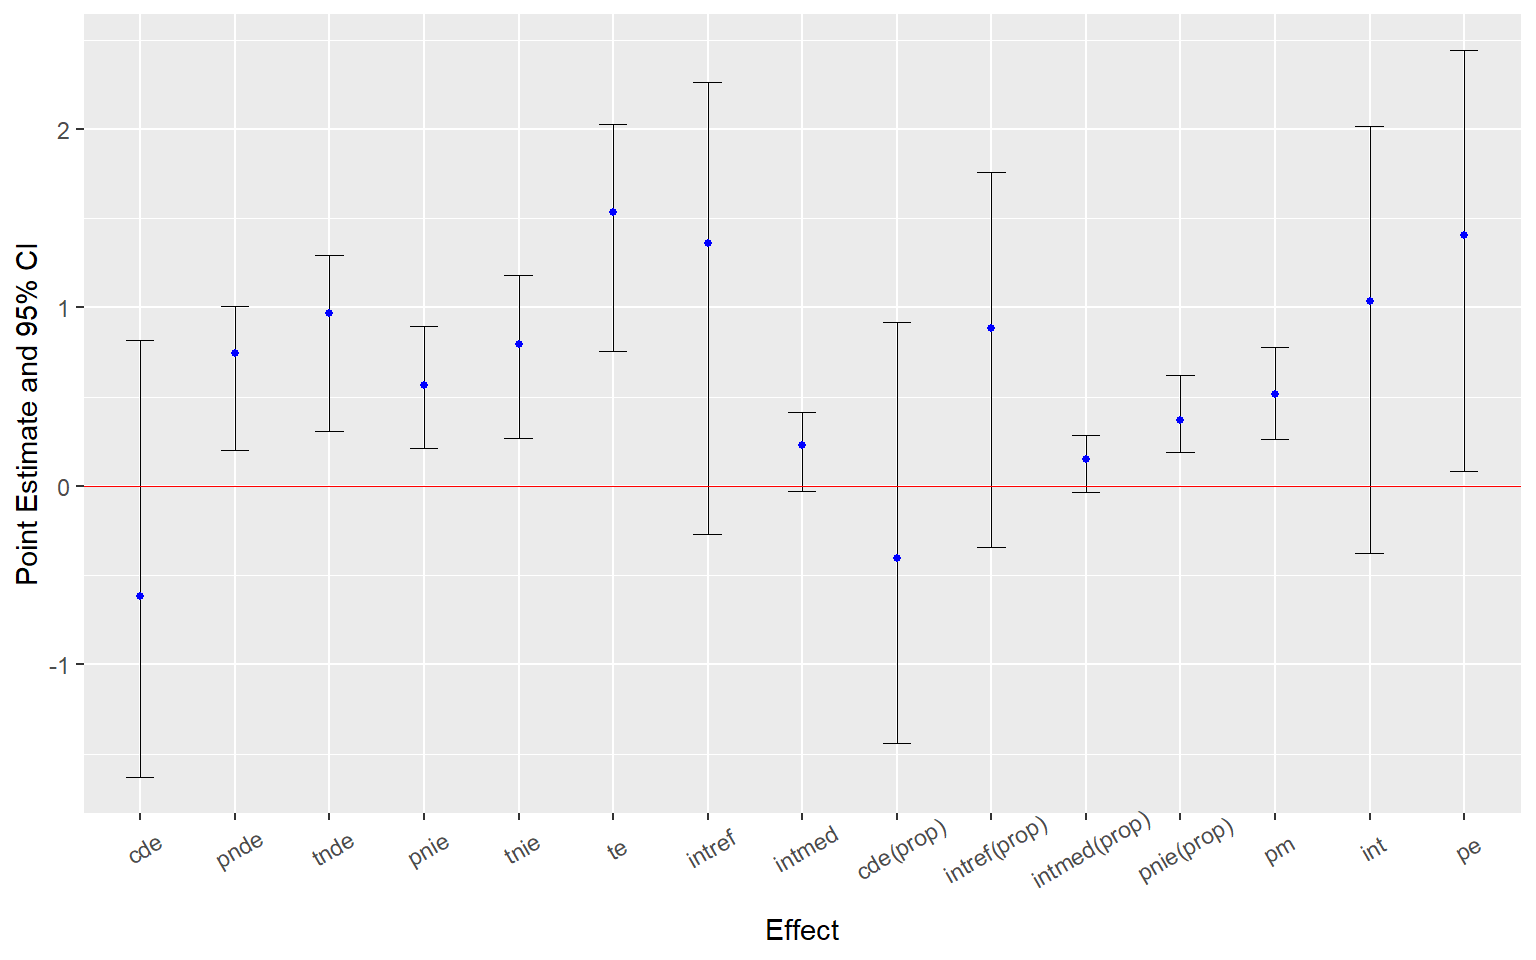 Point Estimate and 95% CI
2
1
0
-1
cde
pnde
tnde
pnie
tnie
te
intref
intmed
cde(prop)
intref(prop)
intmed(prop)
pnie(prop)
pm
int
pe
Effect